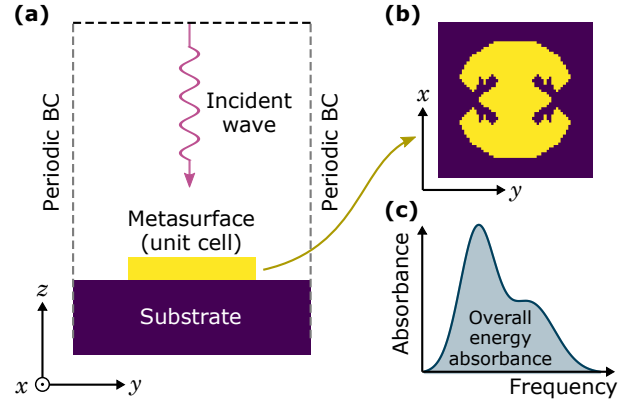 (a)
Periodic BC
Incident
wave
Periodic BC
Metasurface
(unit cell)
Substrate
z
x
y
(b)
x
y
(c)
Absorbance
Overall
energy
absorbance
Frequency